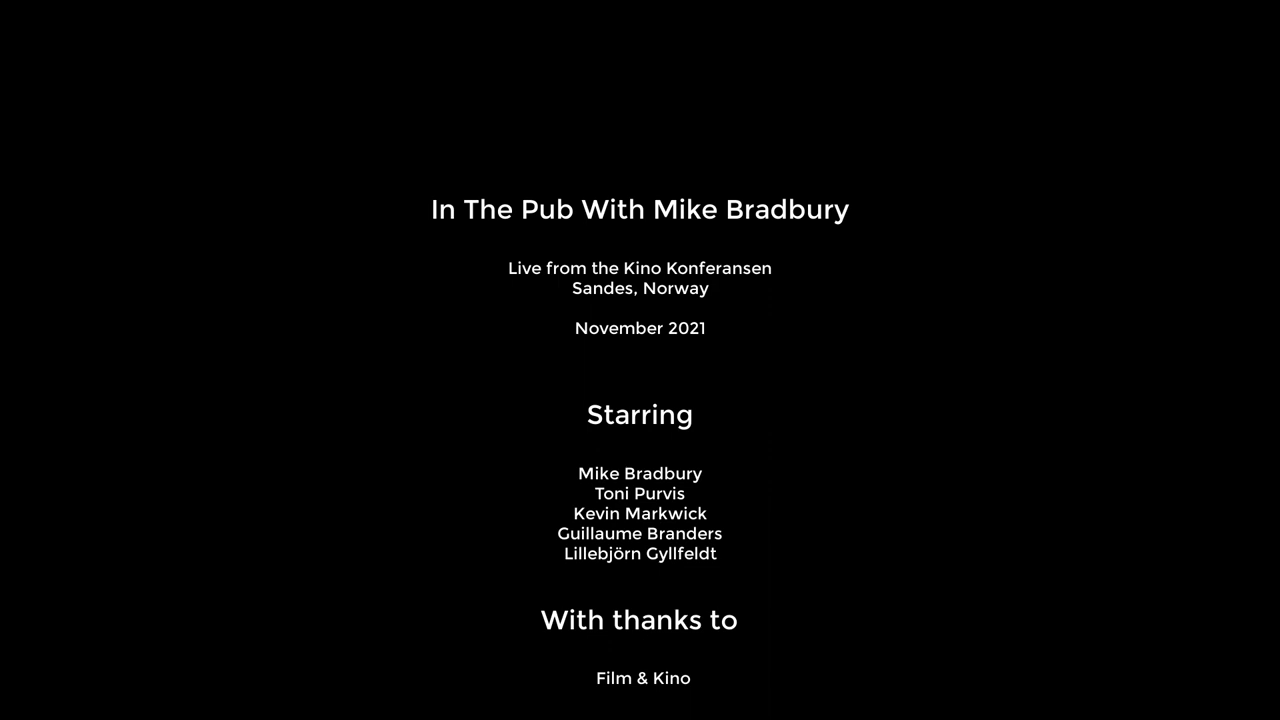 In The Pub With Mike Bradbury
Live from the Kino Konferansen
Sandes, Norway
November 2021
Starring
Mike Bradbury
Toni Purvis
Kevin Markwick
Guillaume Branders
Lillebjörn Gyllfeldt
With thanks to
Film & Kino